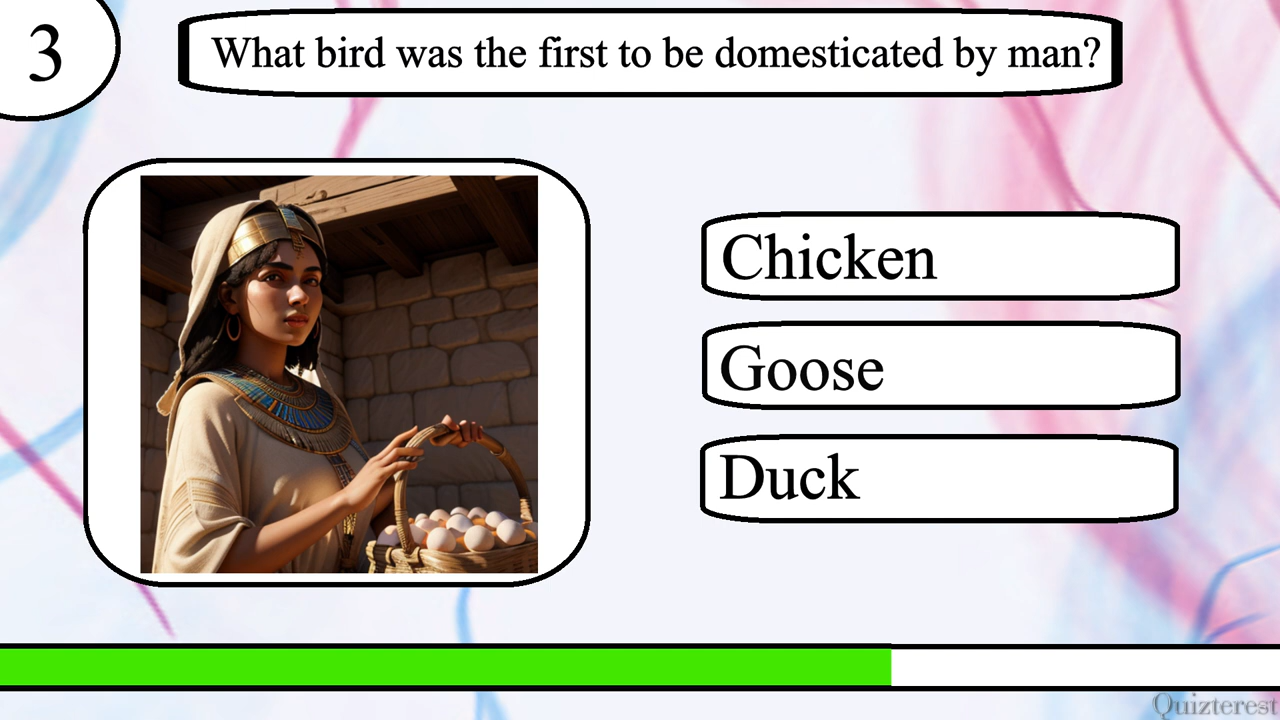 3
What bird was the first to be domesticated by man?
Chicken
Goose
Duck
Quizterest